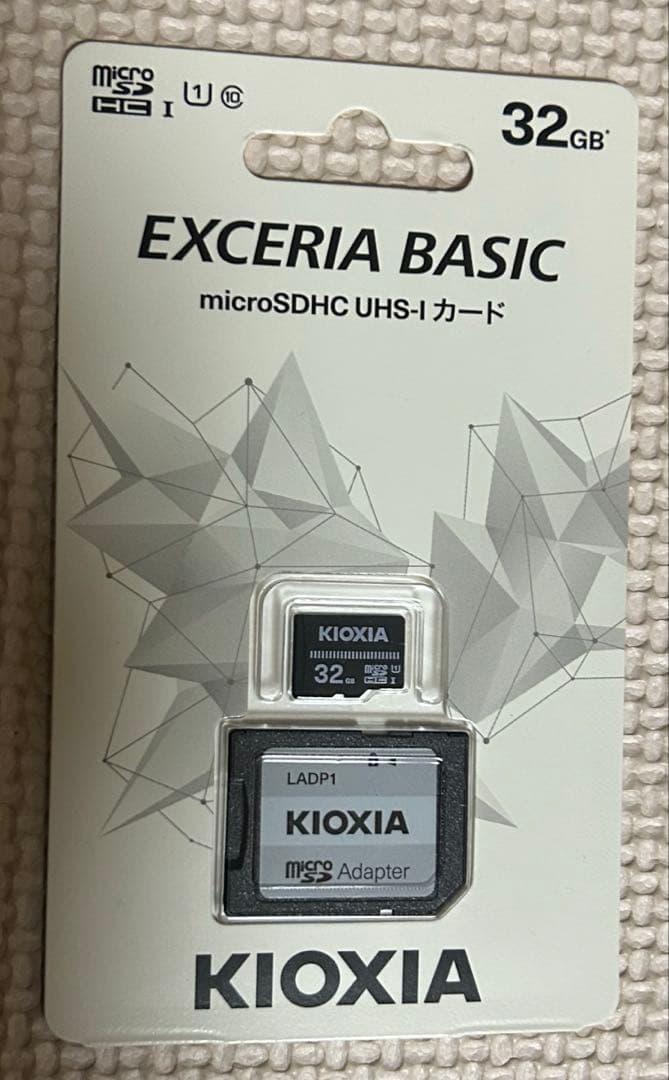 micro SD HC I U1 10
32GB*
EXCERIA BASIC
microSDHC UHS-I カード
KIOXIA
32GB micro SD HC I U1
LADP1
KIOXIA
micro SD Adapter
KIOXIA